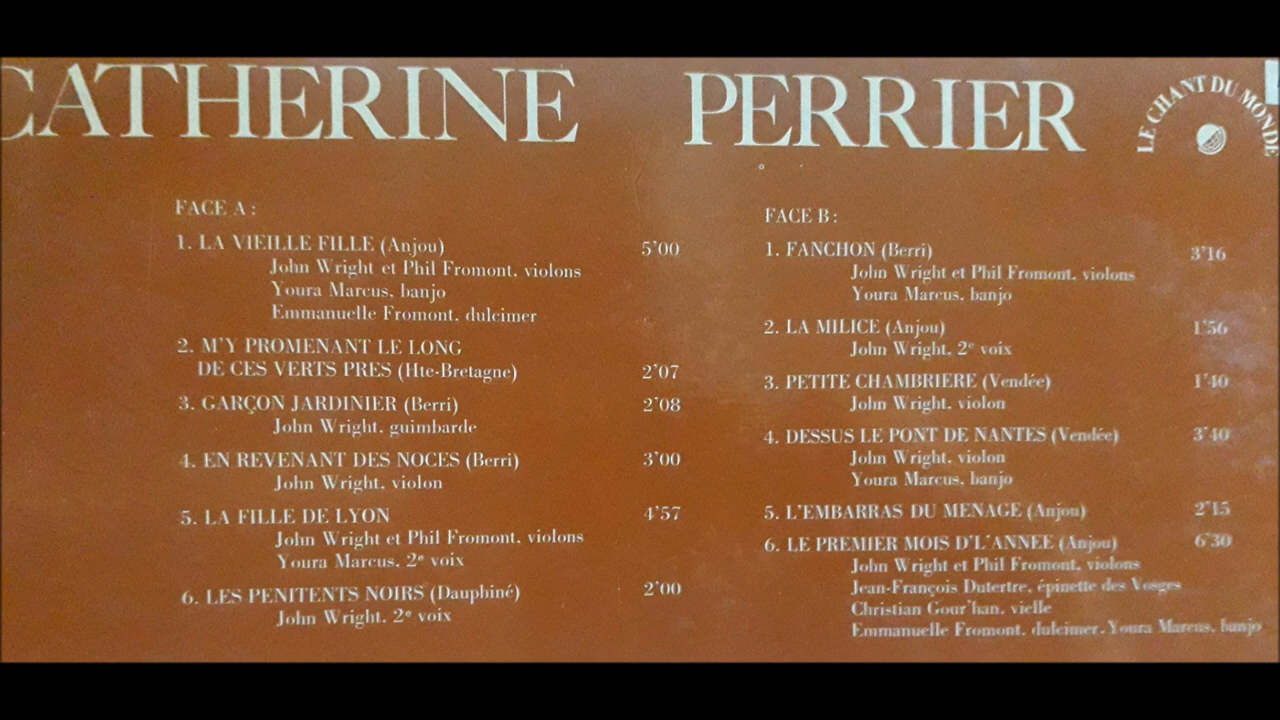 CATHERINE PERRIER
LE CHANT DU MONDE
FACE A :
1. LA VIEILLE FILLE (Anjou) 5'00
John Wright et Phil Fromont, violons
Youra Marcus, banjo
Emmanuelle Fromont, dulcimer
2. M'Y PROMENANT LE LONG
DE CES VERTS PRES (Hte-Bretagne) 2'07
3. GARÇON JARDINIER (Berri) 2'08
John Wright, guimbarde
4. EN REVENANT DES NOCES (Berri) 3'00
John Wright, violon
5. LA FILLE DE LYON 4'57
John Wright et Phil Fromont, violons
Youra Marcus, 2e voix
6. LES PENITENTS NOIRS (Dauphiné) 2'00
John Wright, 2e voix
FACE B :
1. FANCHON (Berri) 3'16
John Wright et Phil Fromont, violons
Youra Marcus, banjo
2. LA MILICE (Anjou) 1'56
John Wright, 2e voix
3. PETITE CHAMBRIERE (Vendée) 1'40
John Wright, violon
4. DESSUS LE PONT DE NANTES (Vendée) 3'40
John Wright, violon
Youra Marcus, banjo
5. L'EMBARRAS DU MENAGE (Anjou) 2'15
6. LE PREMIER MOIS D'L'ANNEE (Anjou) 6'30
John Wright et Phil Fromont, violons
Jean-François Dutertre, épinette des Vosges
Christian Gour'han, vielle
Emmanuelle Fromont, dulcimer, Youra Marcus, banjo